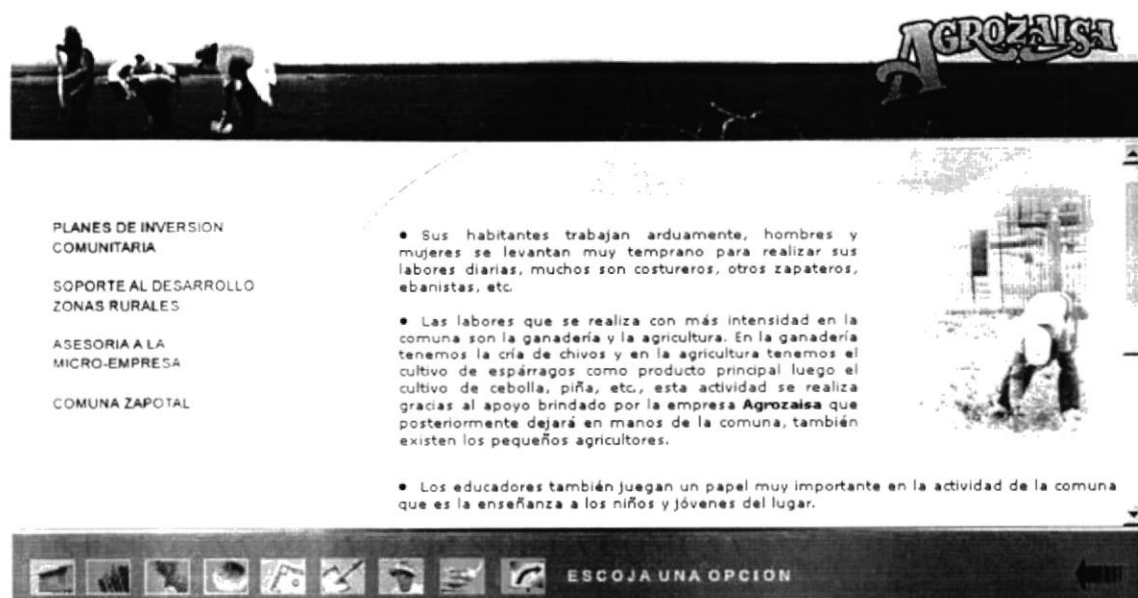 AGROZAISA
PLANES DE INVERSION
COMUNITARIA
SOPORTE AL DESARROLLO
ZONAS RURALES
ASESORIA A LA
MICRO-EMPRESA
COMUNA ZAPOTAL
• Sus habitantes trabajan arduamente, hombres y
mujeres se levantan muy temprano para realizar sus
labores diarias, muchos son costureros, otros zapateros,
ebanistas, etc.
• Las labores que se realiza con más intensidad en la
comuna son la ganadería y la agricultura. En la ganadería
tenemos la cría de chivos y en la agricultura tenemos el
cultivo de espárragos como producto principal luego el
cultivo de cebolla, piña, etc., esta actividad se realiza
gracias al apoyo brindado por la empresa Agrozaisa que
posteriormente dejará en manos de la comuna, también
existen los pequeños agricultores.
• Los educadores también juegan un papel muy importante en la actividad de la comuna
que es la enseñanza a los niños y jóvenes del lugar.
ESCOJA UNA OPCION